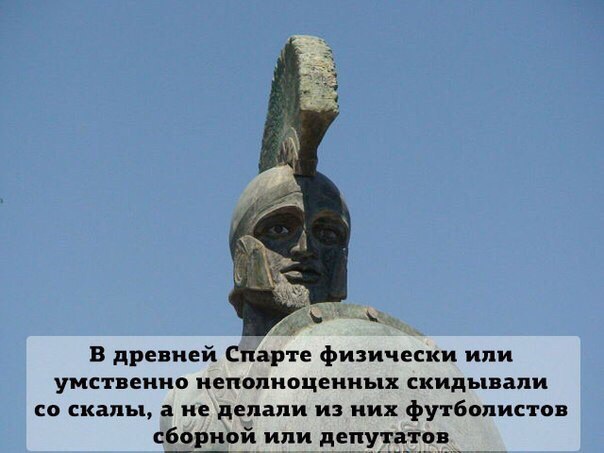 В древней Спарте физически или
умственно неполноценных скидывали
со скалы, а не делали из них футболистов
сборной или депутатов